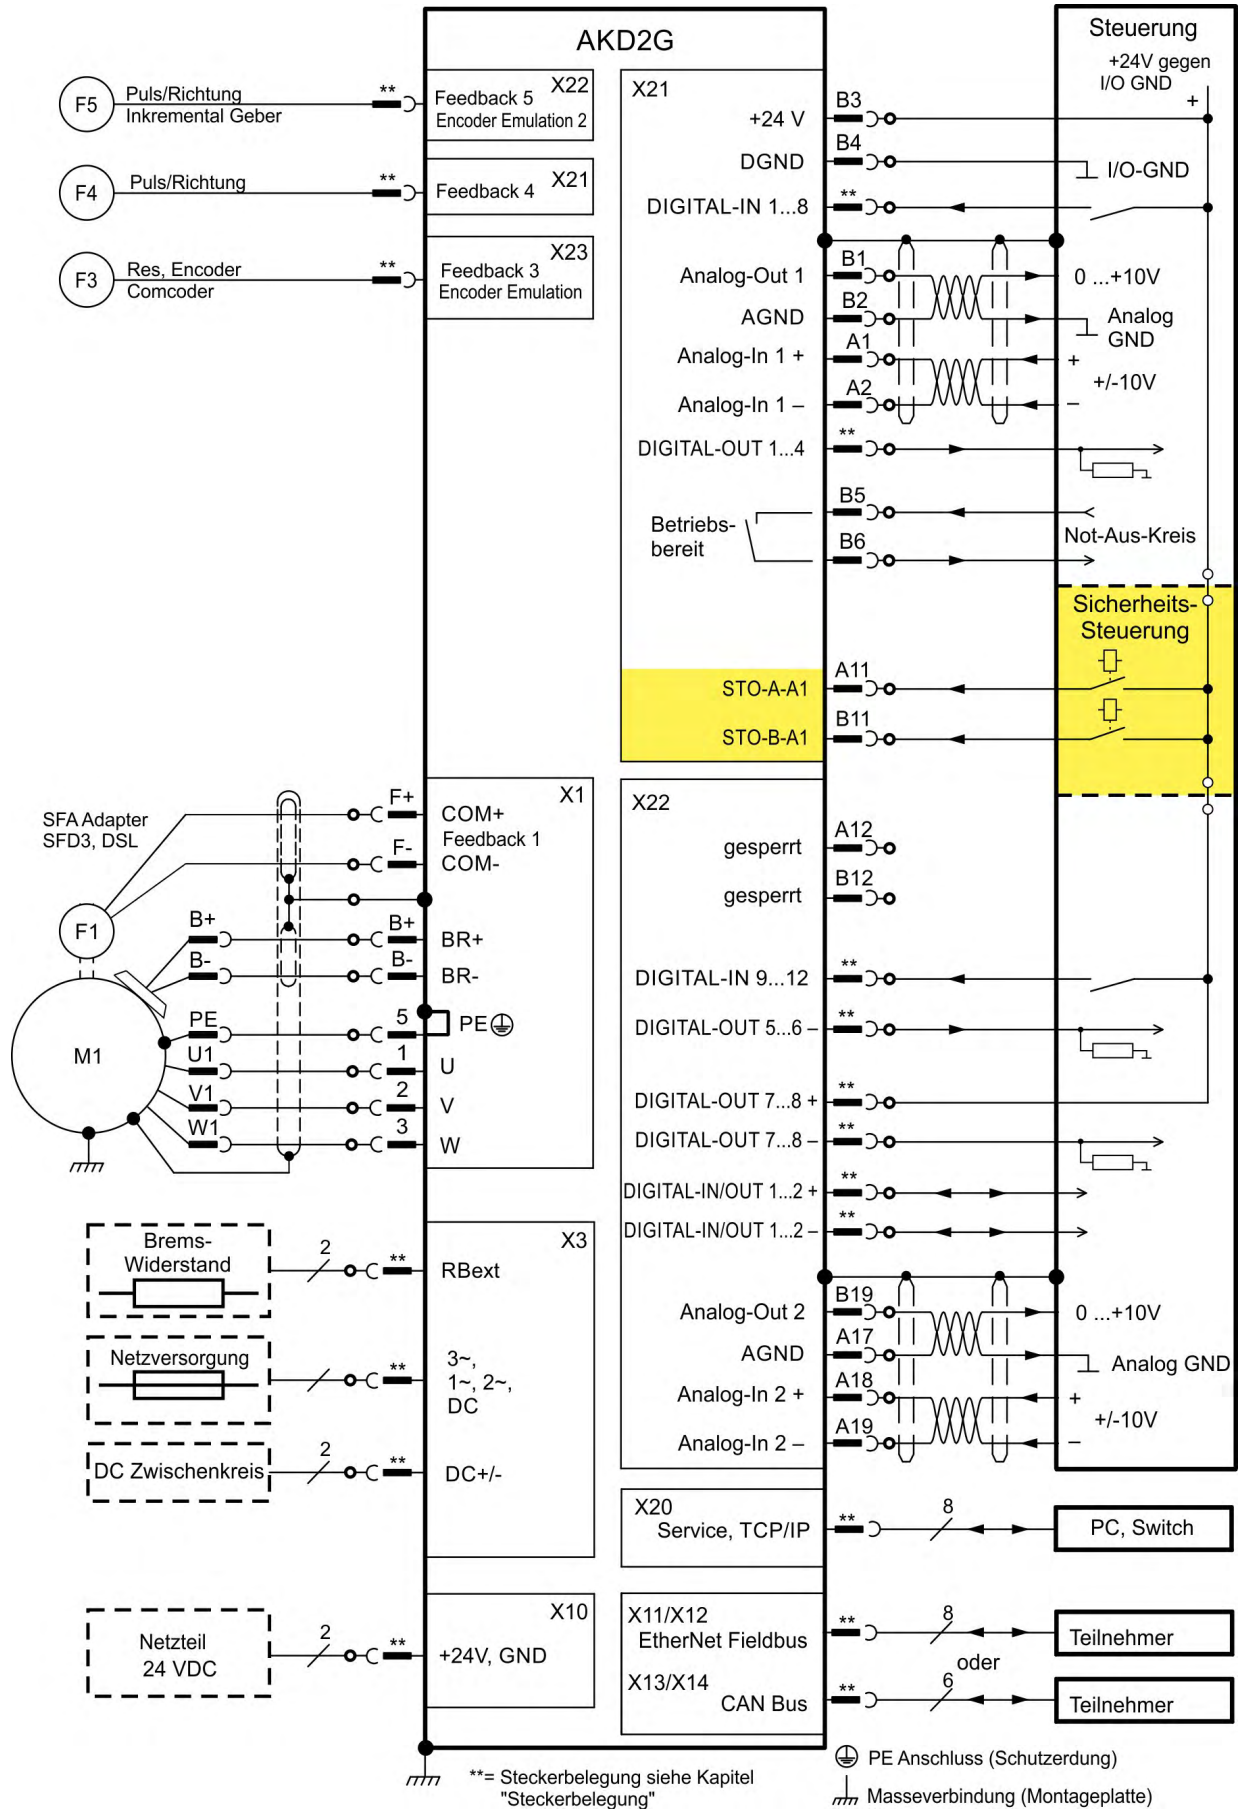 AKD2G
Steuerung
+24V gegen
I/O GND
+
F5
Puls/Richtung
Inkremental Geber
**
X22
Feedback 5
Encoder Emulation 2
F4
Puls/Richtung
**
X21
Feedback 4
F3
Res, Encoder
Comcoder
**
X23
Feedback 3
Encoder Emulation
X21
+24 V
B3
DGND
B4
I/O-GND
DIGITAL-IN 1...8
**
Analog-Out 1
B1
0 ...+10V
AGND
B2
Analog
GND
Analog-In 1 +
A1
+
+/-10V
Analog-In 1 –
A2
–
DIGITAL-OUT 1...4
**
Betriebs-
bereit
B5
B6
Not-Aus-Kreis
Sicherheits-
Steuerung
STO-A-A1
A11
STO-B-A1
B11
SFA Adapter
SFD3, DSL
F1
M1
X1
F+
COM+
Feedback 1
F-
COM-
B+
B+
BR+
B-
B-
BR-
PE
5
PE
U1
1
U
V1
2
V
W1
3
W
X22
gesperrt
A12
gesperrt
B12
DIGITAL-IN 9...12
**
DIGITAL-OUT 5...6 –
**
DIGITAL-OUT 7...8 +
**
DIGITAL-OUT 7...8 –
**
DIGITAL-IN/OUT 1...2 +
**
DIGITAL-IN/OUT 1...2 –
**
Analog-Out 2
B19
0 ...+10V
AGND
A17
Analog GND
Analog-In 2 +
A18
+
+/-10V
Analog-In 2 –
A19
–
Brems-
Widerstand
2
**
X3
RBext
Netzversorgung
**
3~,
1~, 2~,
DC
DC Zwischenkreis
2
**
DC+/-
Netzteil
24 VDC
2
**
X10
+24V, GND
X20
Service, TCP/IP
**
8
PC, Switch
X11/X12
EtherNet Fieldbus
**
8
Teilnehmer
oder
X13/X14
CAN Bus
**
6
Teilnehmer
**= Steckerbelegung siehe Kapitel
"Steckerbelegung"
PE Anschluss (Schutzerdung)
Masseverbindung (Montageplatte)